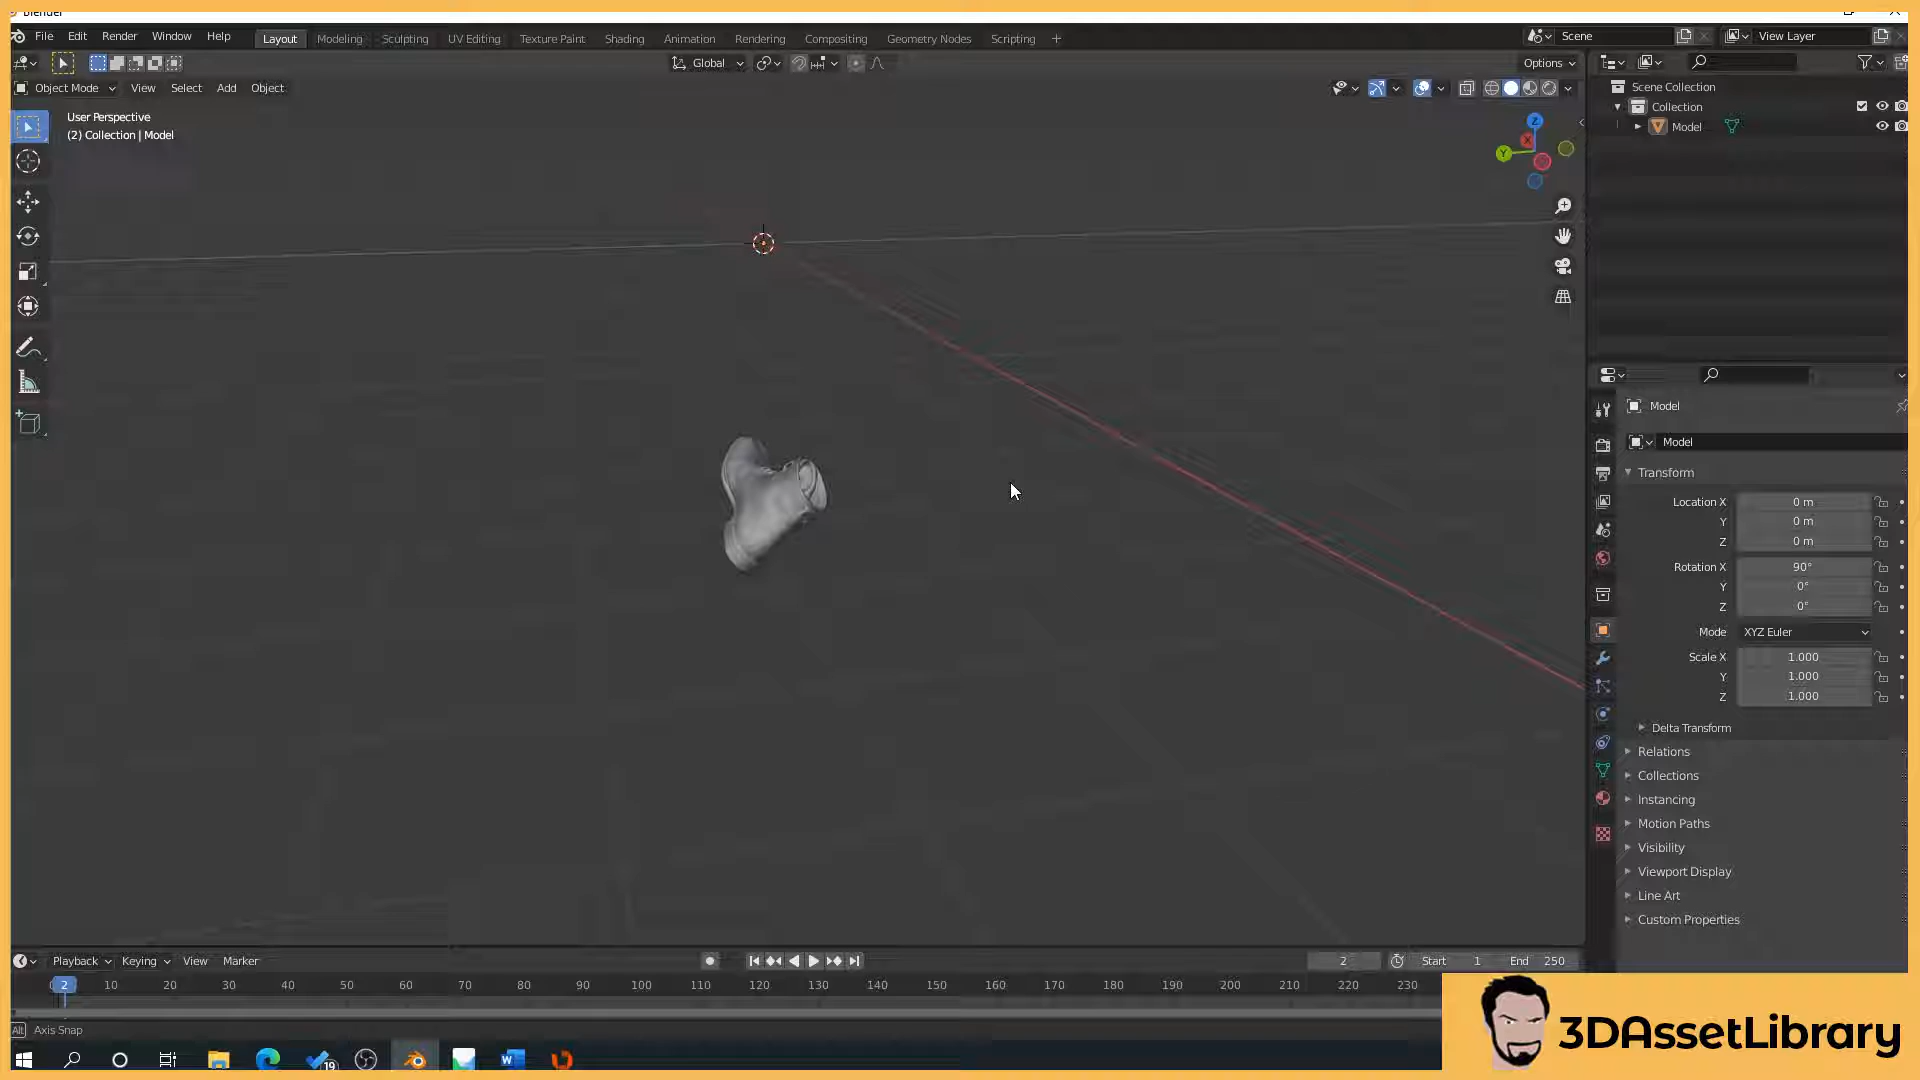 Blender
File Edit Render Window Help Layout Modeling Sculpting UV Editing Texture Paint Shading Animation Rendering Compositing Geometry Nodes Scripting + Scene View Layer
Global Options
Object Mode View Select Add Object
User Perspective
(2) Collection | Model
Z
X
Y
Scene Collection
Collection
Model
Model
Model
Transform
Location X 0 m
Y 0 m
Z 0 m
Rotation X 90°
Y 0°
Z 0°
Mode XYZ Euler
Scale X 1.000
Y 1.000
Z 1.000
Delta Transform
Relations
Collections
Instancing
Motion Paths
Visibility
Viewport Display
Line Art
Custom Properties
Playback Keying View Marker 2 Start 1 End 250
2 10 20 30 40 50 60 70 80 90 100 110 120 130 140 150 160 170 180 190 200 210 220 230
Alt Axis Snap
19 W
3DAssetLibrary